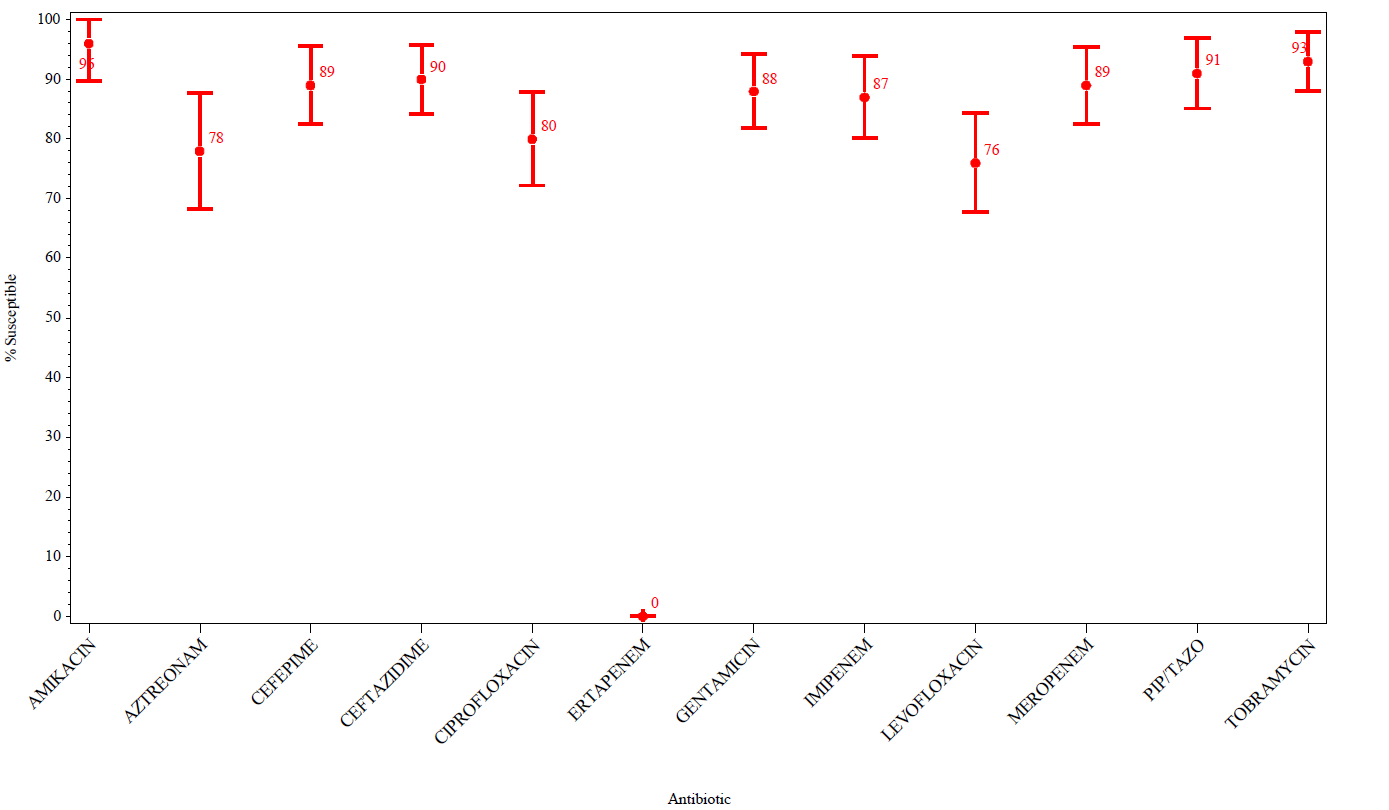 % Susceptible
100
90
80
70
60
50
40
30
20
10
0
96
78
89
90
80
0
88
87
76
89
91
93
AMIKACIN
AZTREONAM
CEFEPIME
CEFTAZIDIME
CIPROFLOXACIN
ERTAPENEM
GENTAMICIN
IMIPENEM
LEVOFLOXACIN
MEROPENEM
PIP/TAZO
TOBRAMYCIN
Antibiotic